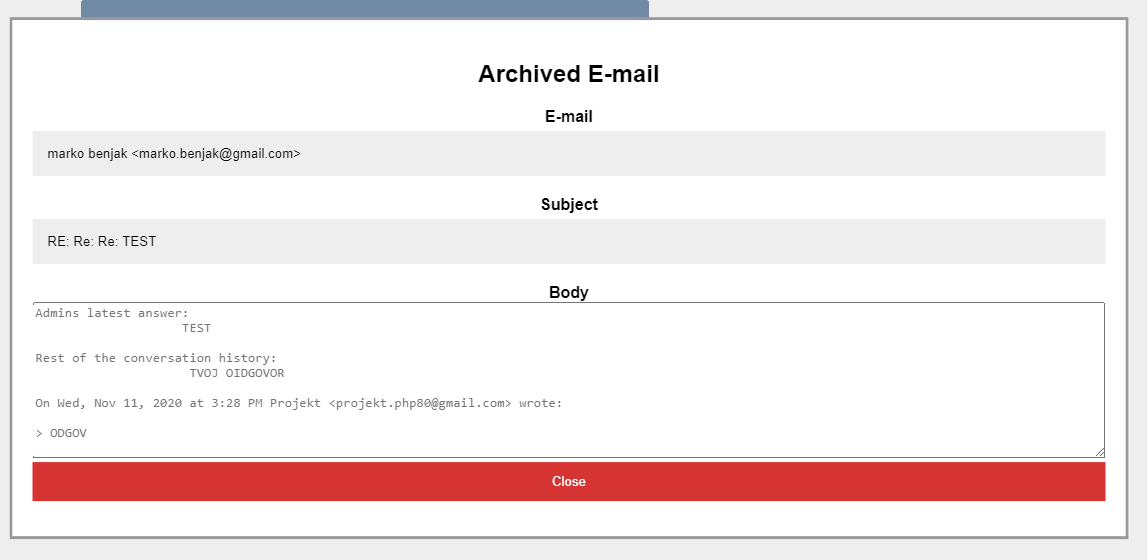 Archived E-mail
E-mail
marko benjak <marko.benjak@gmail.com>
Subject
RE: Re: Re: TEST
Body
Admins latest answer:
TEST
Rest of the conversation history:
TVOJ OIDGOVOR
On Wed, Nov 11, 2020 at 3:28 PM Projekt <projekt.php80@gmail.com> wrote:
> ODGOV
Close